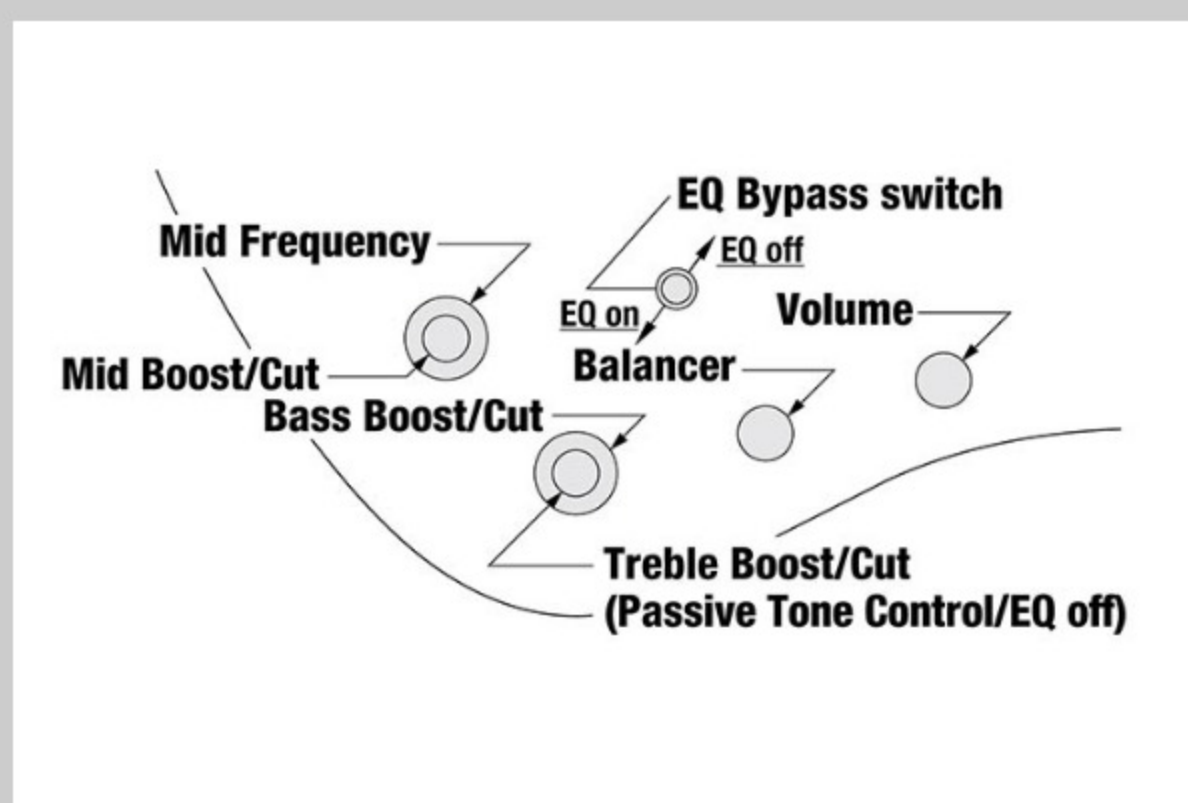 EQ Bypass switch
Mid Frequency
EQ off
EQ on
Volume
Balancer
Mid Boost/Cut
Bass Boost/Cut
Treble Boost/Cut
(Passive Tone Control/EQ off)